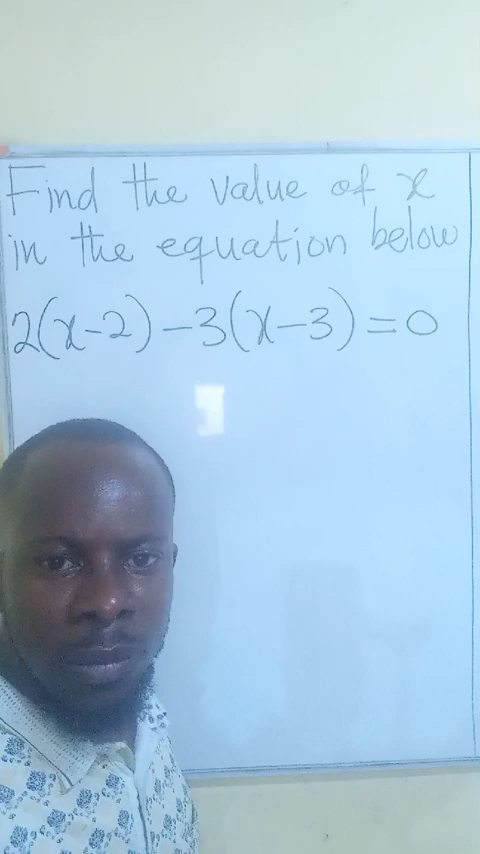 Find the value of x
in the equation below
2(x-2)-3(x-3)=0